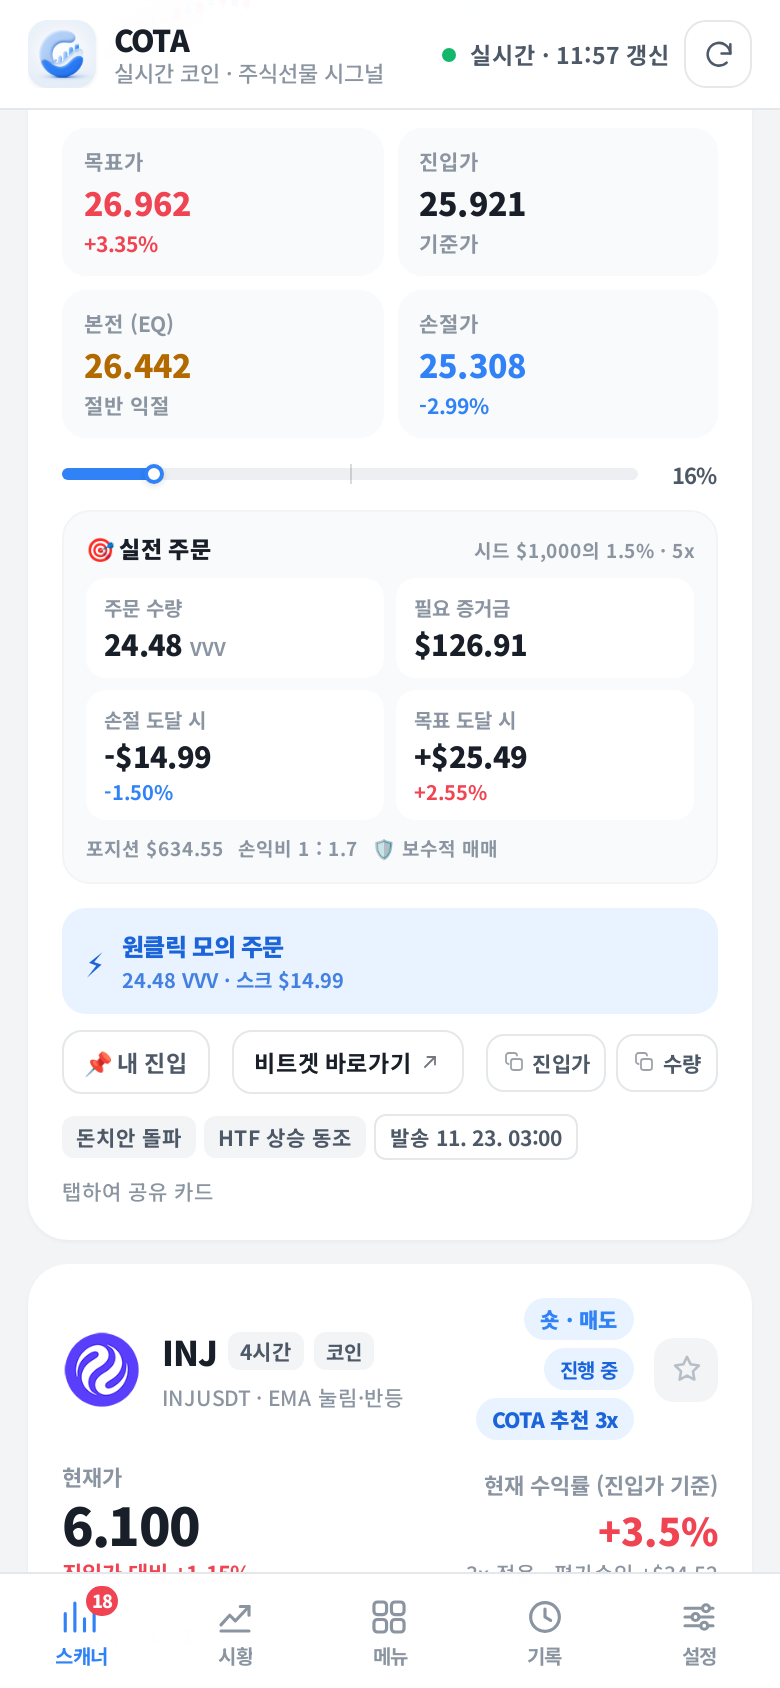 COTA
실시간 코인 · 주식선물 시그널
실시간 · 11:57 갱신
목표가
26.962
+3.35%
진입가
25.921
기준가
본전 (EQ)
26.442
절반 익절
손절가
25.308
-2.99%
16%
실전 주문
시드 $1,000의 1.5% · 5x
주문 수량
24.48 VVV
필요 증거금
$126.91
손절 도달 시
-$14.99
-1.50%
목표 도달 시
+$25.49
+2.55%
포지션 $634.55 손익비 1 : 1.7 보수적 매매
원클릭 모의 주문
24.48 VVV · 스크 $14.99
내 진입
비트겟 바로가기 ↗
진입가
수량
돈치안 돌파
HTF 상승 동조
발송 11. 23. 03:00
탭하여 공유 카드
INJ 4시간 코인
INJUSDT · EMA 눌림·반등
숏 · 매도
진행 중
COTA 추천 3x
현재가
6.100
진입가 대비 +1.15%
현재 수익률 (진입가 기준)
+3.5%
18
스캐너
시황
메뉴
기록
설정